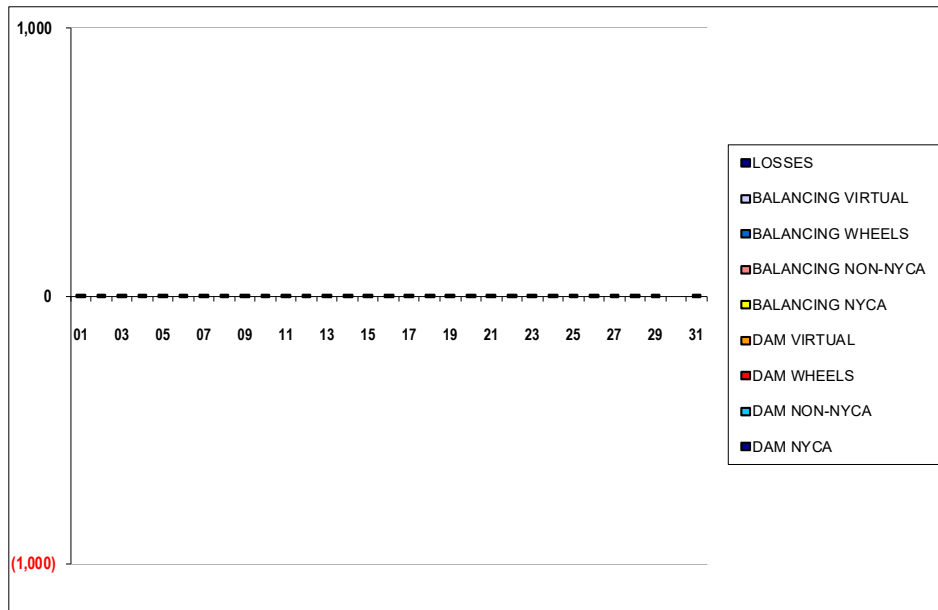 1,000
0
(1,000)
01 03 05 07 09 11 13 15 17 19 21 23 25 27 29 31
LOSSES
BALANCING VIRTUAL
BALANCING WHEELS
BALANCING NON-NYCA
BALANCING NYCA
DAM VIRTUAL
DAM WHEELS
DAM NON-NYCA
DAM NYCA